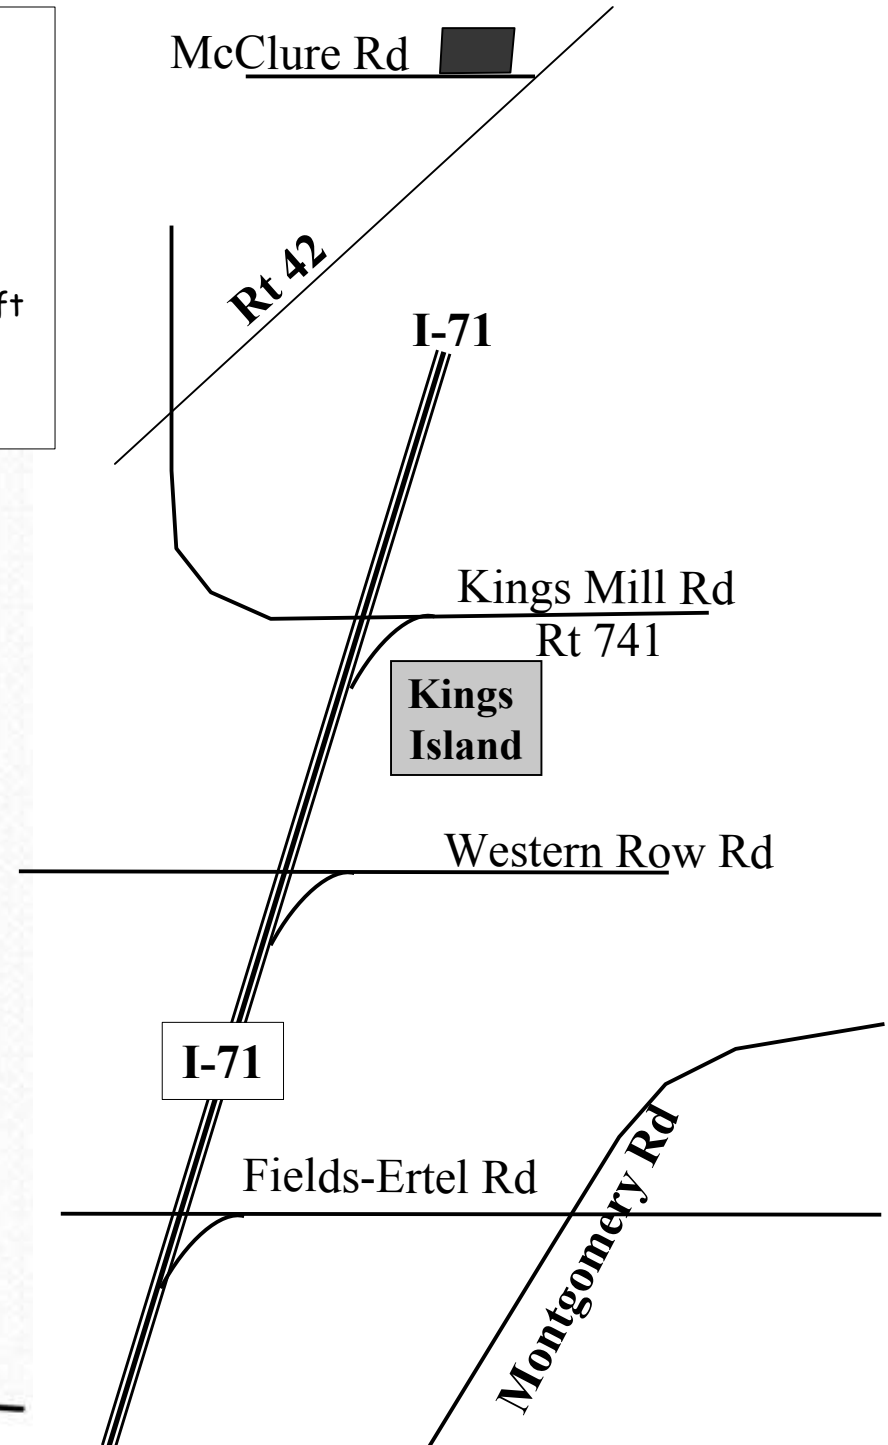 McClure Rd
Rt 42
ft
I-71
Kings Mill Rd
Rt 741
Kings
Island
Western Row Rd
I-71
Fields-Ertel Rd
Montgomery Rd